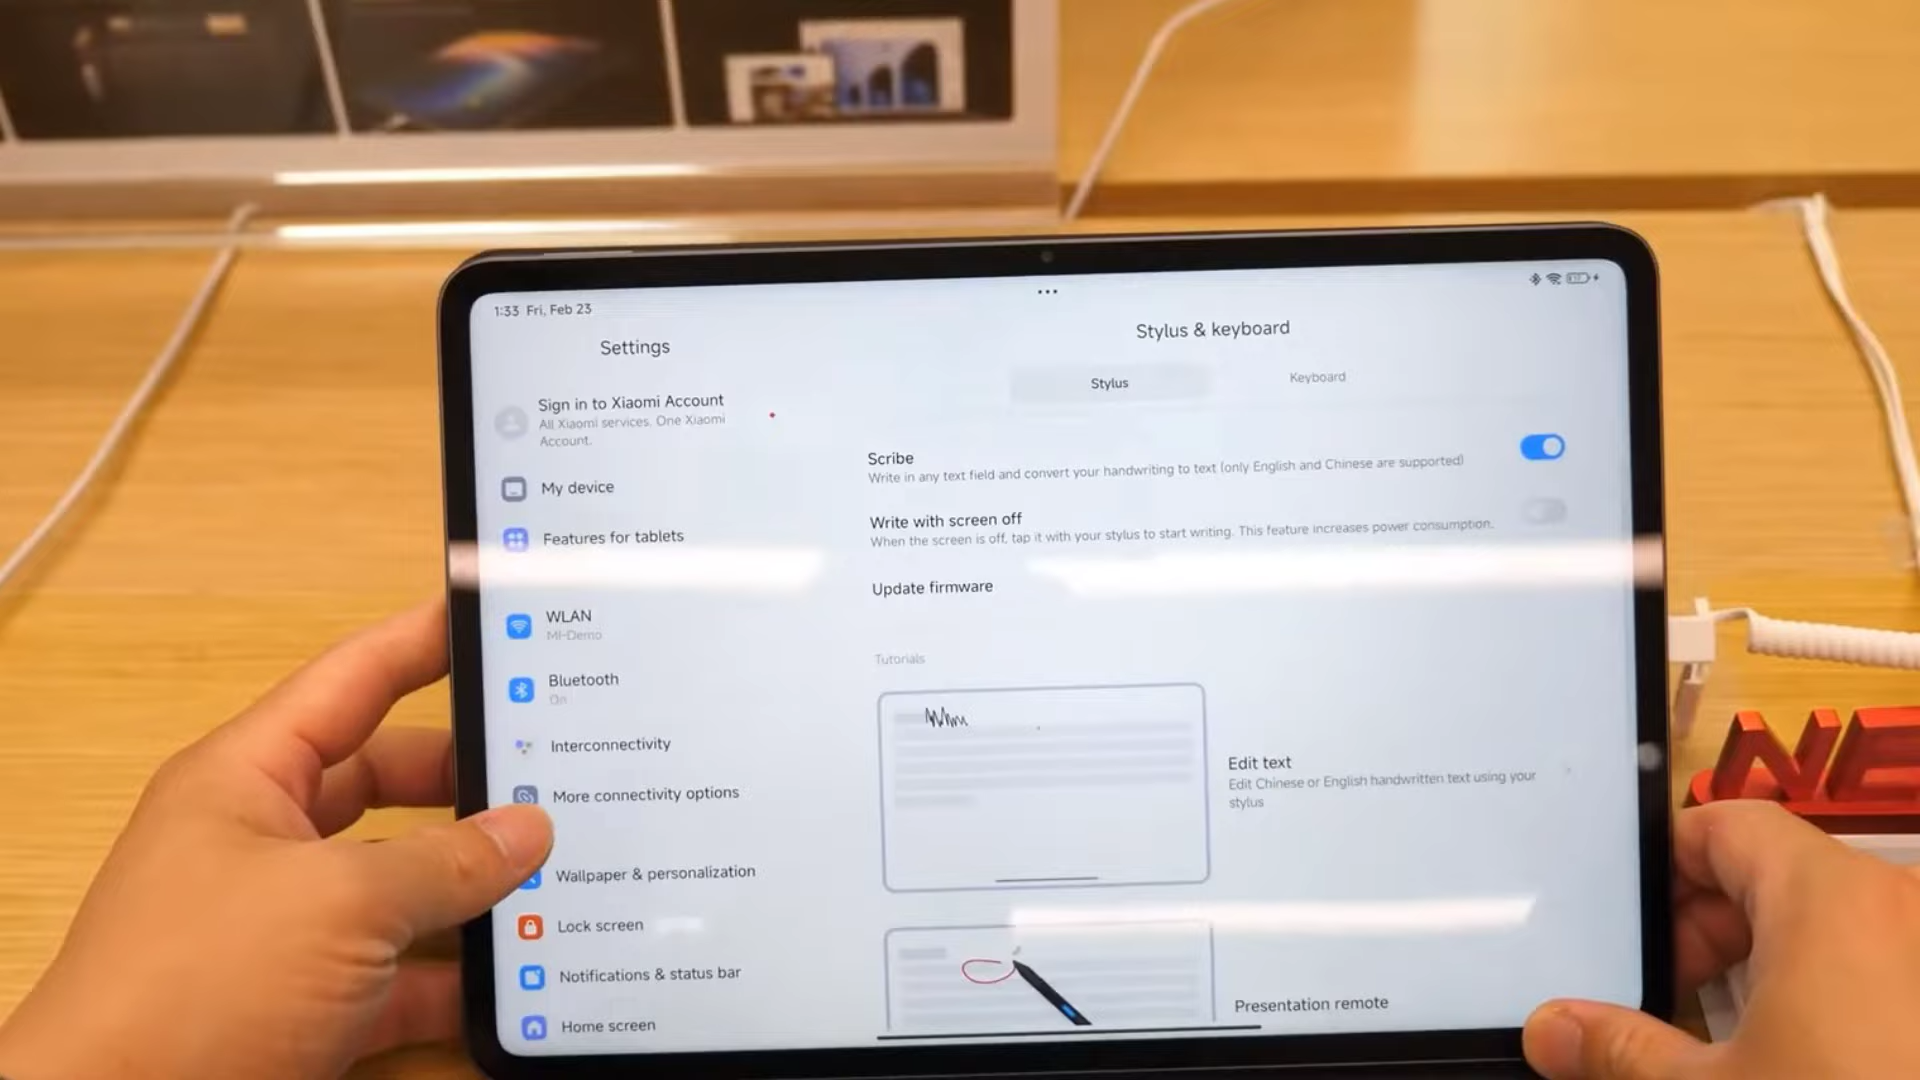 1:33 Fri, Feb 23
Settings
Sign in to Xiaomi Account
All Xiaomi services. One Xiaomi
Account.
My device
Features for tablets
WLAN
MI-Demo
Bluetooth
On
Interconnectivity
More connectivity options
Wallpaper & personalization
Lock screen
Notifications & status bar
Home screen
Stylus & keyboard
Stylus
Keyboard
Scribe
Write in any text field and convert your handwriting to text (only English and Chinese are supported)
Write with screen off
When the screen is off, tap it with your stylus to start writing. This feature increases power consumption.
Update firmware
Tutorials
Edit text
Edit Chinese or English handwritten text using your
stylus
Presentation remote
NE